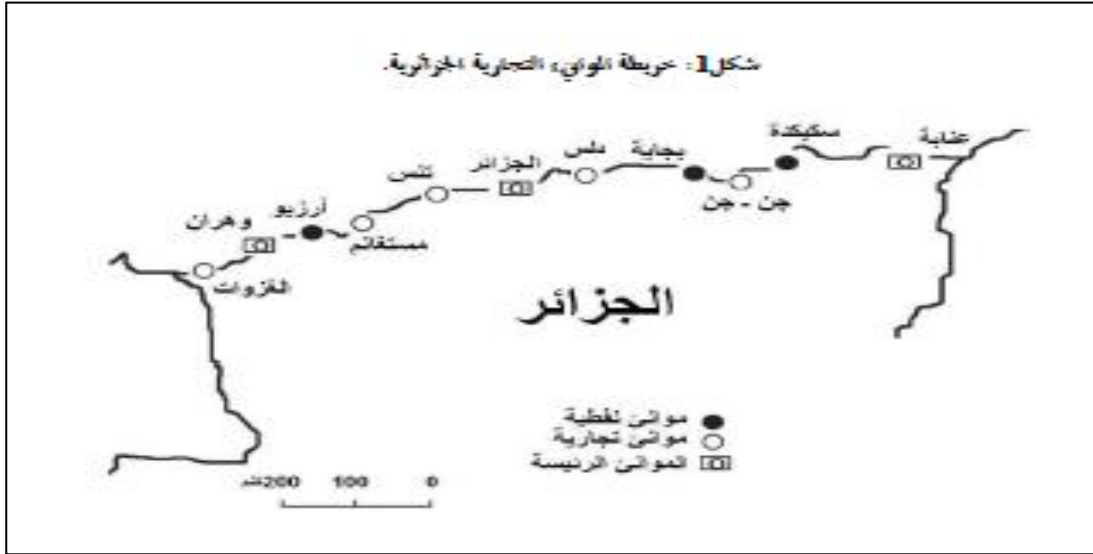 شكل1: خريطة الموانئ التجارية الجزائرية.
عنابة
سكيكدة
جن - جن
بجاية
دلس
الجزائر
تنس
مستغانم
أرزيو
وهران
الغزوات
الجزائر
موانئ نفطية
موانئ تجارية
الموانئ الرئيسة
0 100 200كلم